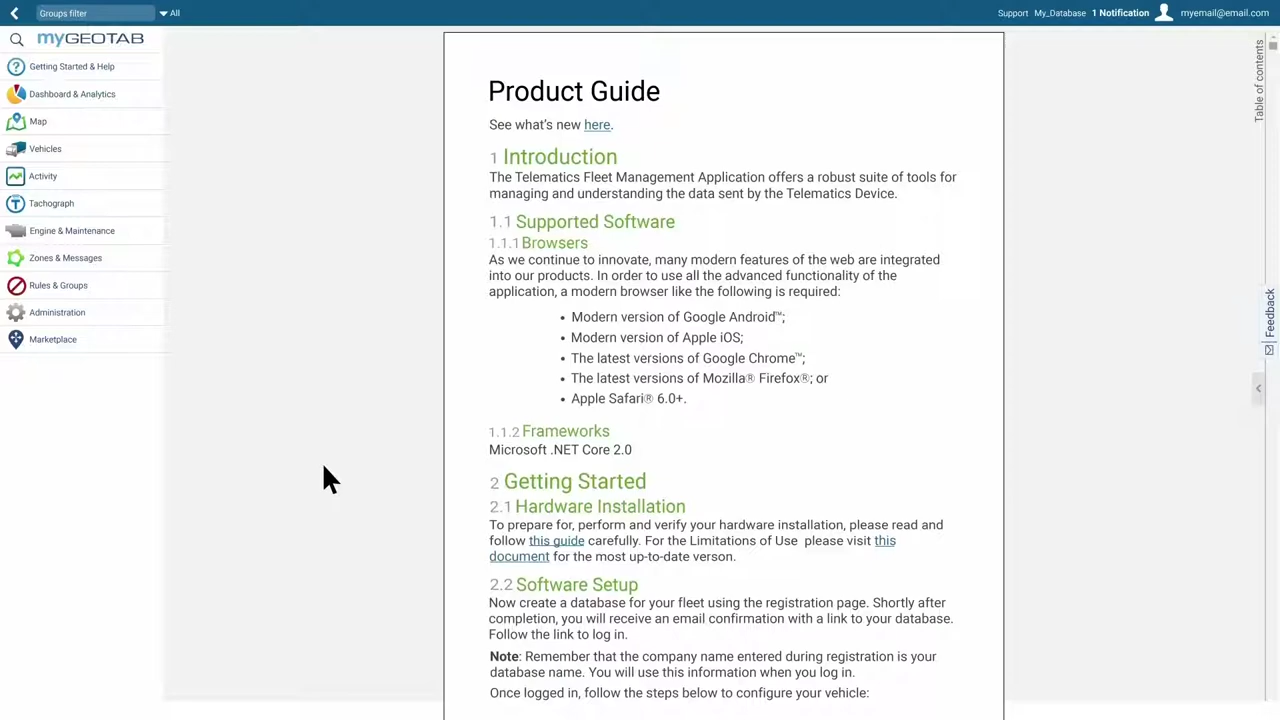 Groups filter
All
Support My_Database 1 Notification myemail@email.com
myGEOTAB
Getting Started & Help
Dashboard & Analytics
Map
Vehicles
Activity
Tachograph
Engine & Maintenance
Zones & Messages
Rules & Groups
Administration
Marketplace
Product Guide
See what's new here.
1 Introduction
The Telematics Fleet Management Application offers a robust suite of tools for
managing and understanding the data sent by the Telematics Device.
1.1 Supported Software
1.1.1 Browsers
As we continue to innovate, many modern features of the web are integrated
into our products. In order to use all the advanced functionality of the
application, a modern browser like the following is required:
• Modern version of Google Android™;
• Modern version of Apple iOS;
• The latest versions of Google Chrome™;
• The latest versions of Mozilla® Firefox®; or
• Apple Safari® 6.0+.
1.1.2 Frameworks
Microsoft .NET Core 2.0
2 Getting Started
2.1 Hardware Installation
To prepare for, perform and verify your hardware installation, please read and
follow this guide carefully. For the Limitations of Use please visit this
document for the most up-to-date verson.
2.2 Software Setup
Now create a database for your fleet using the registration page. Shortly after
completion, you will receive an email confirmation with a link to your database.
Follow the link to log in.
Note: Remember that the company name entered during registration is your
database name. You will use this information when you log in.
Once logged in, follow the steps below to configure your vehicle:
Table of contents
Feedback